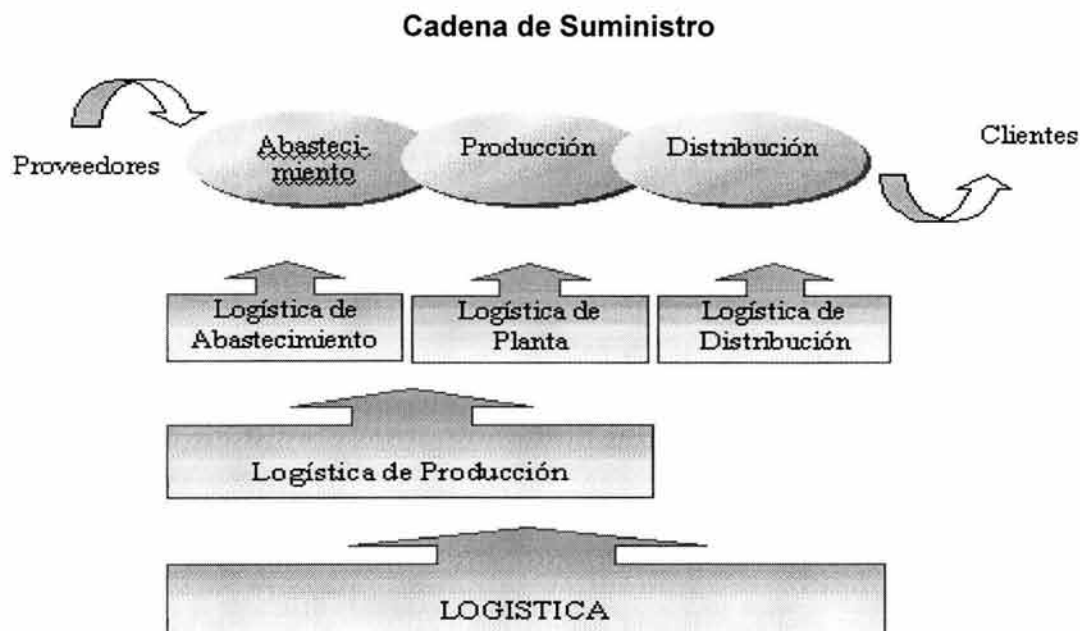 Cadena de Suministro
Proveedores
Abasteci-
miento
Producción
Distribución
Clientes
Logística de
Abastecimiento
Logística de
Planta
Logística de
Distribución
Logística de Producción
LOGISTICA